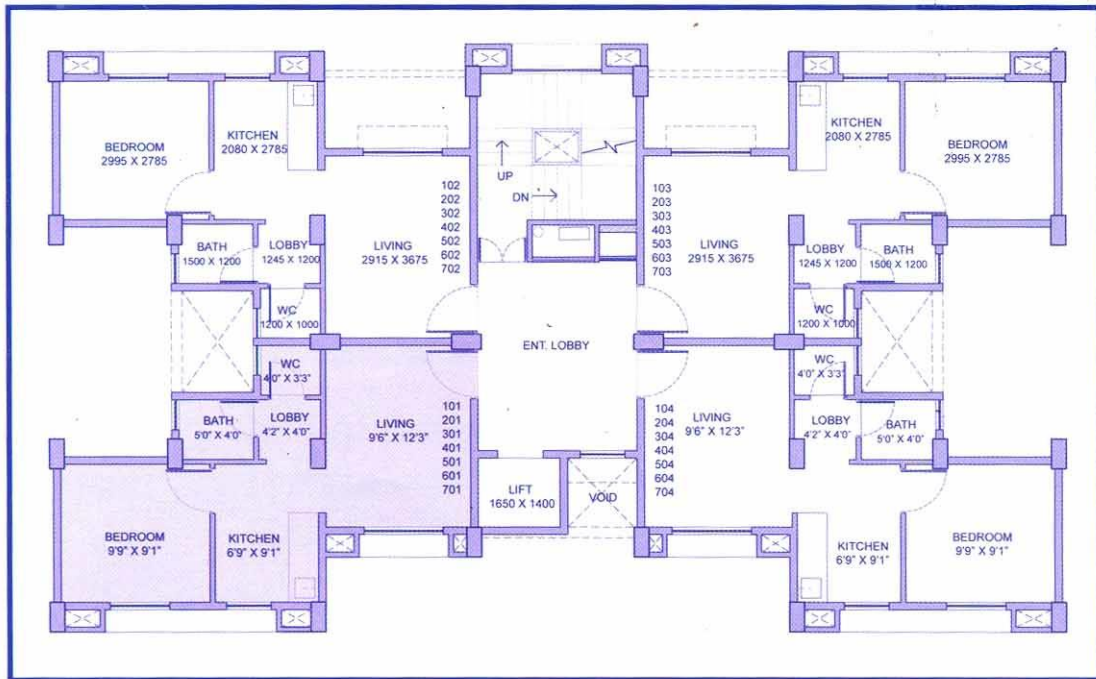 BEDROOM
2995 X 2785
KITCHEN
2080 X 2785
BATH
1500 X 1200
LOBBY
1245 X 1200
WC
1200 X 1000
LIVING
2915 X 3675
102
202
302
402
502
602
702
UP
DN
103
203
303
403
503
603
703
LIVING
2915 X 3675
KITCHEN
2080 X 2785
BEDROOM
2995 X 2785
LOBBY
1245 X 1200
BATH
1500 X 1200
WC
1200 X 1000
ENT. LOBBY
WC
4'0" X 3'3"
BATH
5'0" X 4'0"
LOBBY
4'2" X 4'0"
LIVING
9'6" X 12'3"
101
201
301
401
501
601
701
BEDROOM
9'9" X 9'1"
KITCHEN
6'9" X 9'1"
LIFT
1650 X 1400
VOID
104
204
304
404
504
604
704
LIVING
9'6" X 12'3"
WC
4'0" X 3'3"
LOBBY
4'2" X 4'0"
BATH
5'0" X 4'0"
KITCHEN
6'9" X 9'1"
BEDROOM
9'9" X 9'1"